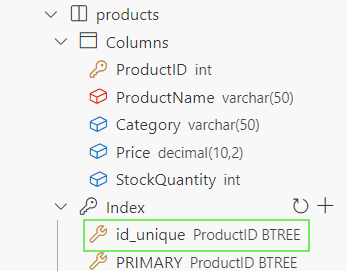 products
Columns
ProductID int
ProductName varchar(50)
Category varchar(50)
Price decimal(10,2)
StockQuantity int
Index
id_unique ProductID BTREE
PRIMARY ProductID BTREE